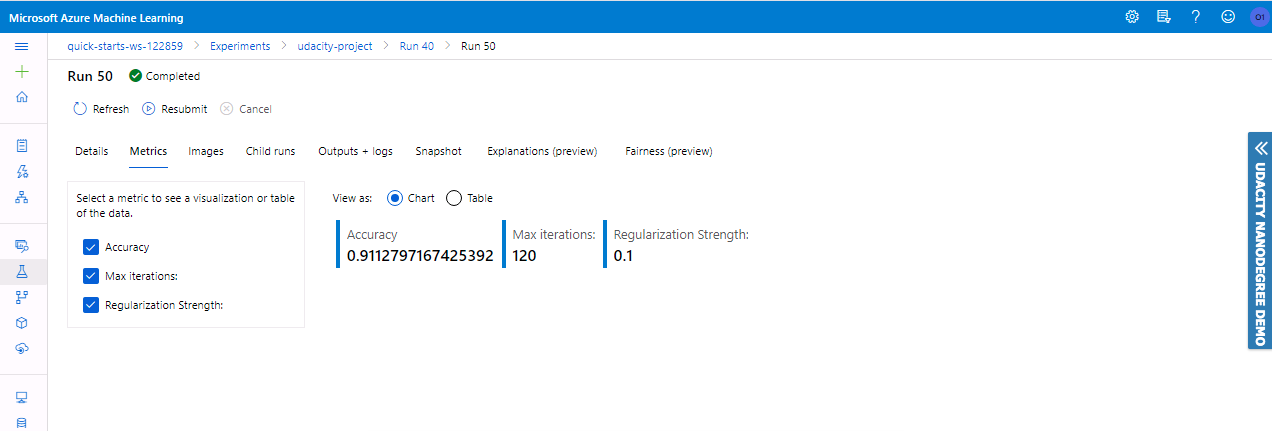 Microsoft Azure Machine Learning
?
O1
quick-starts-ws-122859 > Experiments > udacity-project > Run 40 > Run 50
Run 50 Completed
Refresh Resubmit Cancel
Details Metrics Images Child runs Outputs + logs Snapshot Explanations (preview) Fairness (preview)
Select a metric to see a visualization or table
of the data.
Accuracy
Max iterations:
Regularization Strength:
View as: Chart Table
Accuracy Max iterations: Regularization Strength:
0.9112797167425392 120 0.1
UDACITY NANODEGREE DEMO